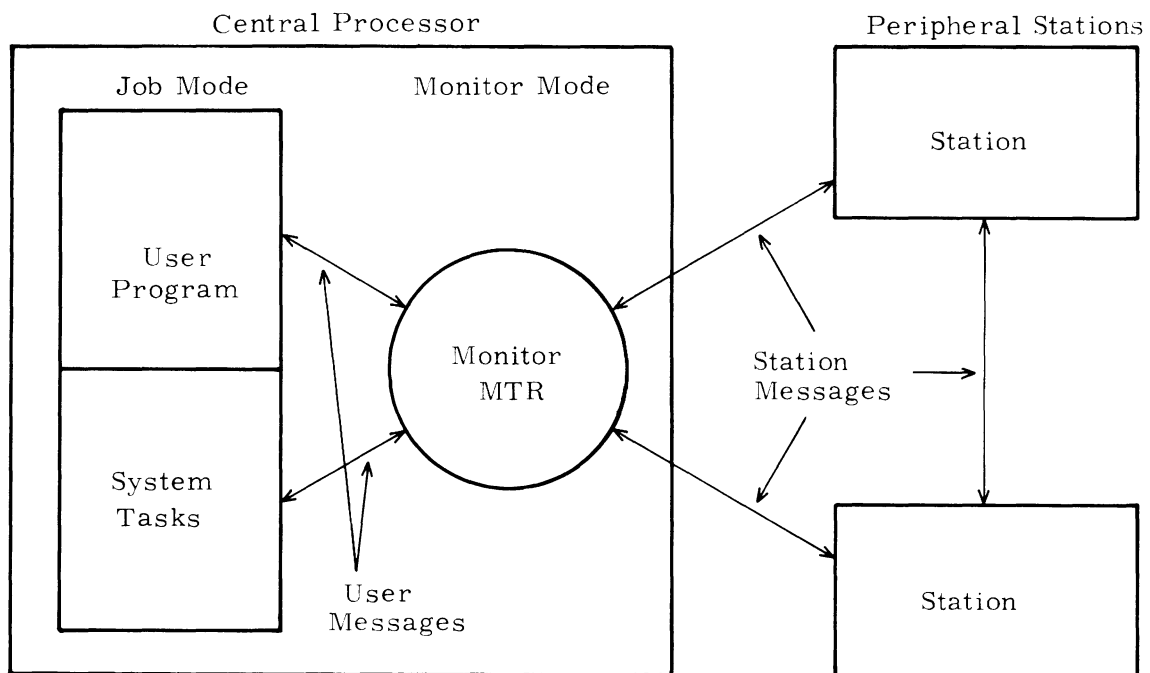 Central Processor
Peripheral Stations
Job Mode
Monitor Mode
Station
User
Program
Monitor
MTR
Station
Messages
System
Tasks
User
Messages
Station